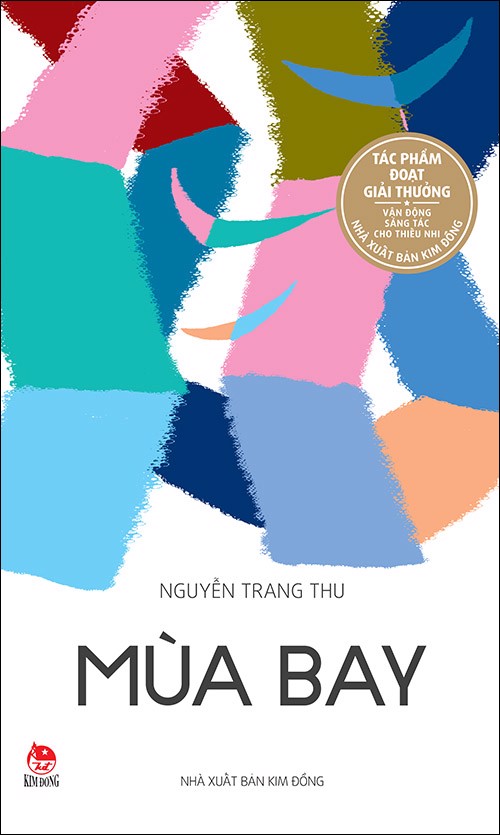 TÁC PHẨM
ĐOẠT
GIẢI THƯỞNG
VẬN ĐỘNG
SÁNG TÁC
CHO THIẾU NHI
NHÀ XUẤT BẢN KIM ĐỒNG
NGUYỄN TRANG THU
MÙA BAY
KIM ĐỒNG
NHÀ XUẤT BẢN KIM ĐỒNG